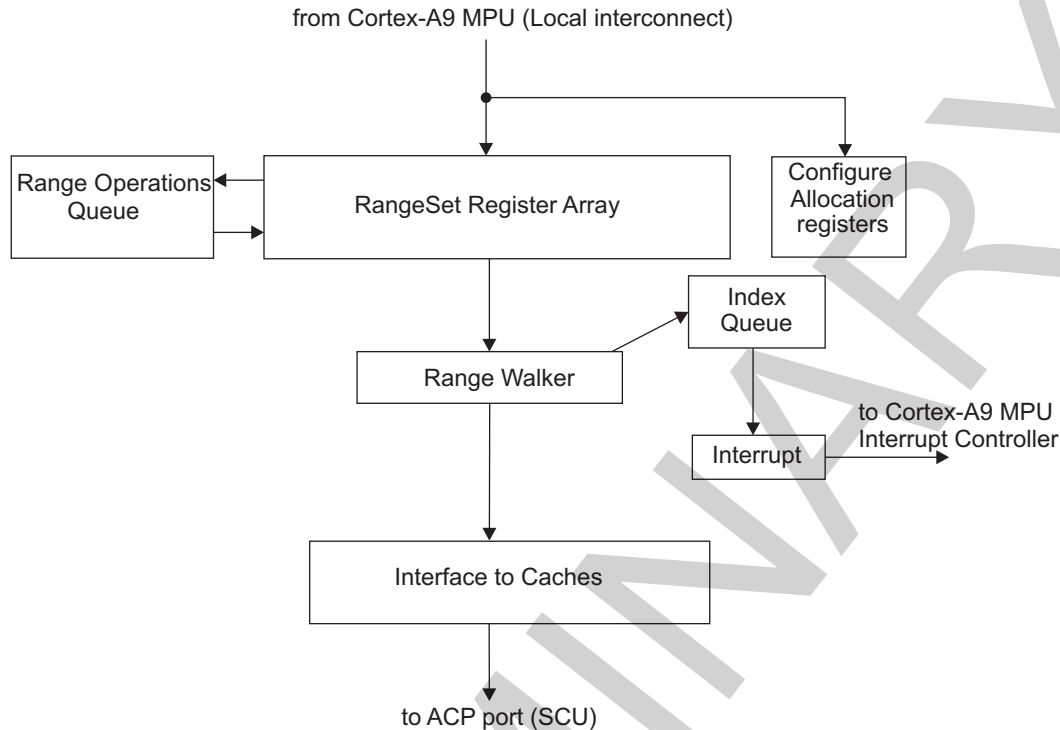 from Cortex-A9 MPU (Local interconnect)
Range Operations
Queue
RangeSet Register Array
Configure
Allocation
registers
Index
Queue
Range Walker
to Cortex-A9 MPU
Interrupt Controller
Interrupt
Interface to Caches
to ACP port (SCU)
MINARY